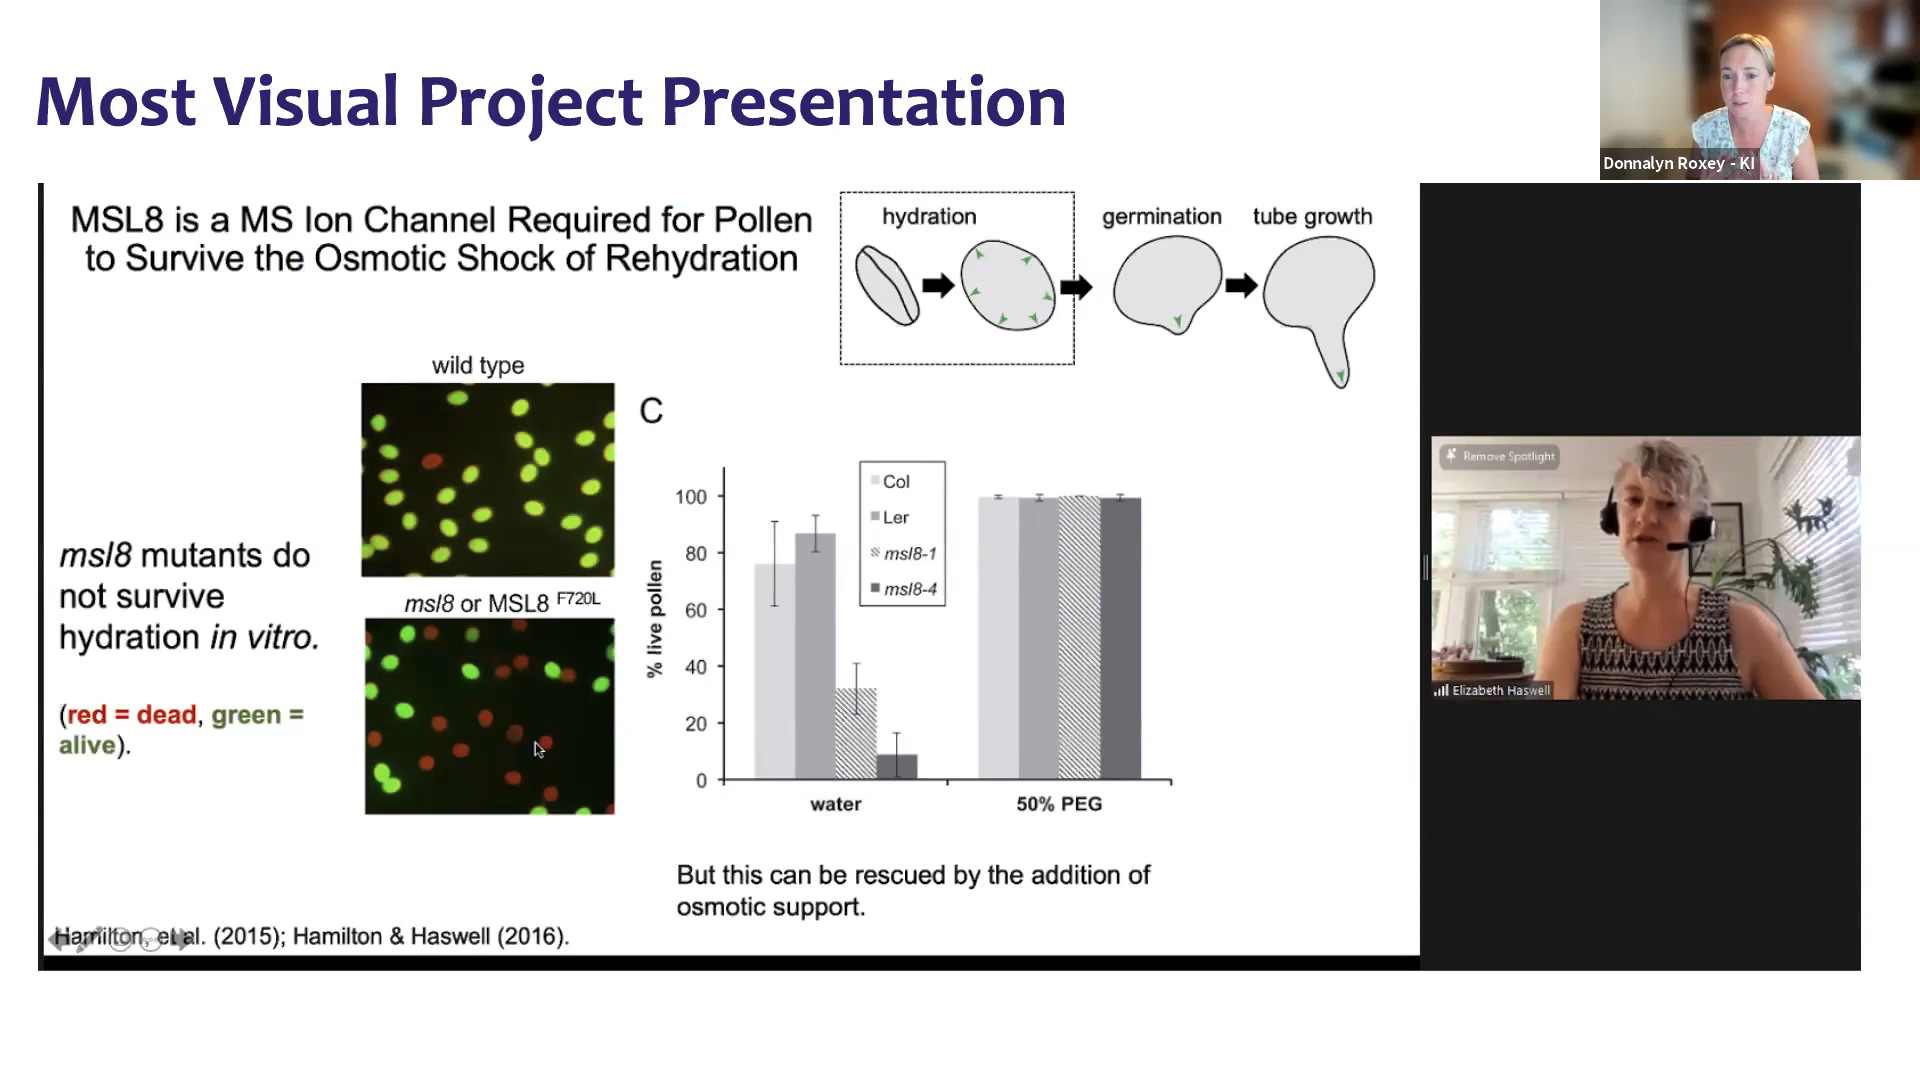 Most Visual Project Presentation
Donnalyn Roxey - KI
MSL8 is a MS Ion Channel Required for Pollen
to Survive the Osmotic Shock of Rehydration
hydration
germination
tube growth
wild type
msl8 or MSL8 F720L
msl8 mutants do
not survive
hydration in vitro.
(red = dead, green =
alive).
C
% live pollen
100
80
60
40
20
0
Col
Ler
msl8-1
msl8-4
water
50% PEG
But this can be rescued by the addition of
osmotic support.
Hamilton, et al. (2015); Hamilton & Haswell (2016).
Remove Spotlight
Elizabeth Haswell